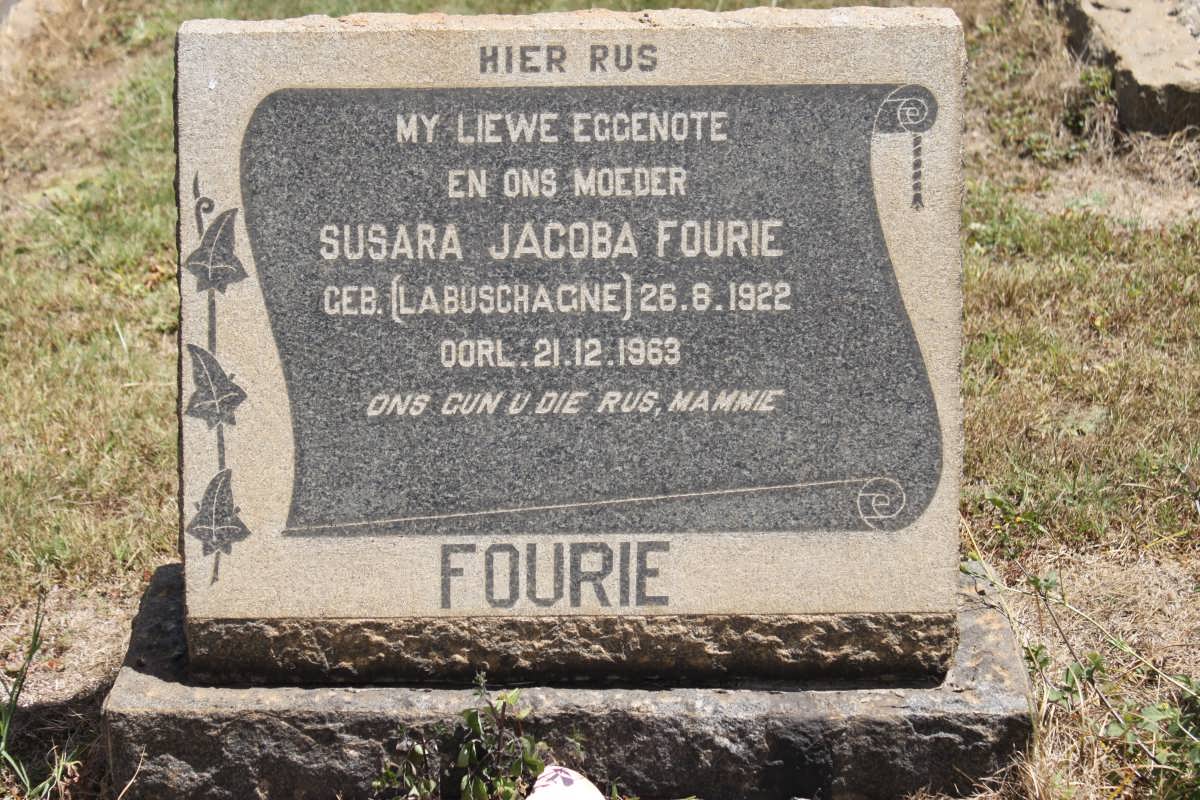 HIER RUS
MY LIEWE EGGENOTE
EN ONS MOEDER
SUSARA JACOBA FOURIE
GEB. (LABUSCHAGNE) 26.8.1922
OORL. 21.12.1963
ONS GUN U DIE RUS, MAMMIE
FOURIE